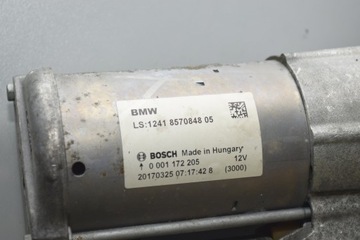 BMW
LS:1241 8570848 05
BOSCH Made in Hungary
0 001 172 205 12V
20170325 07:17:42 8 (3000)